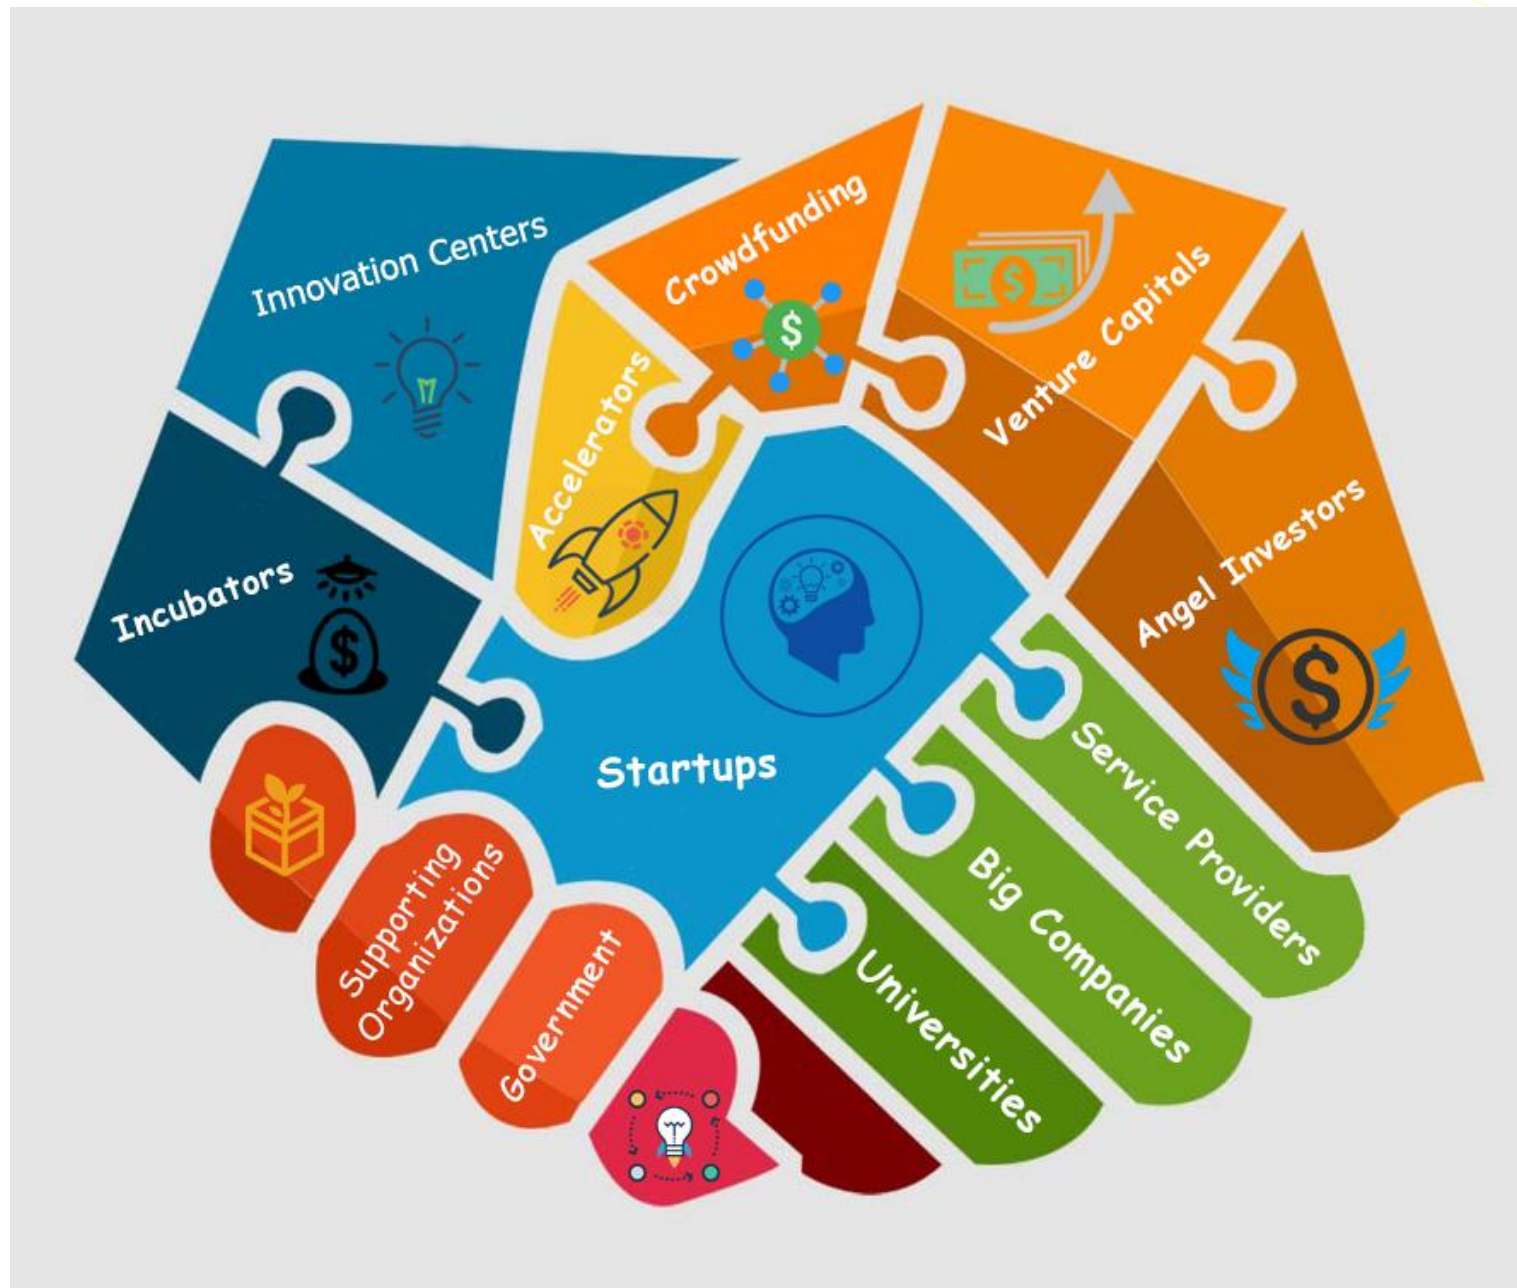 Innovation Centers
Crowdfunding
$
$
Venture Capitals
Accelerators
Incubators
$
Angel Investors
$
Startups
Service Providers
Big Companies
Universities
Supporting
Organizations
Government